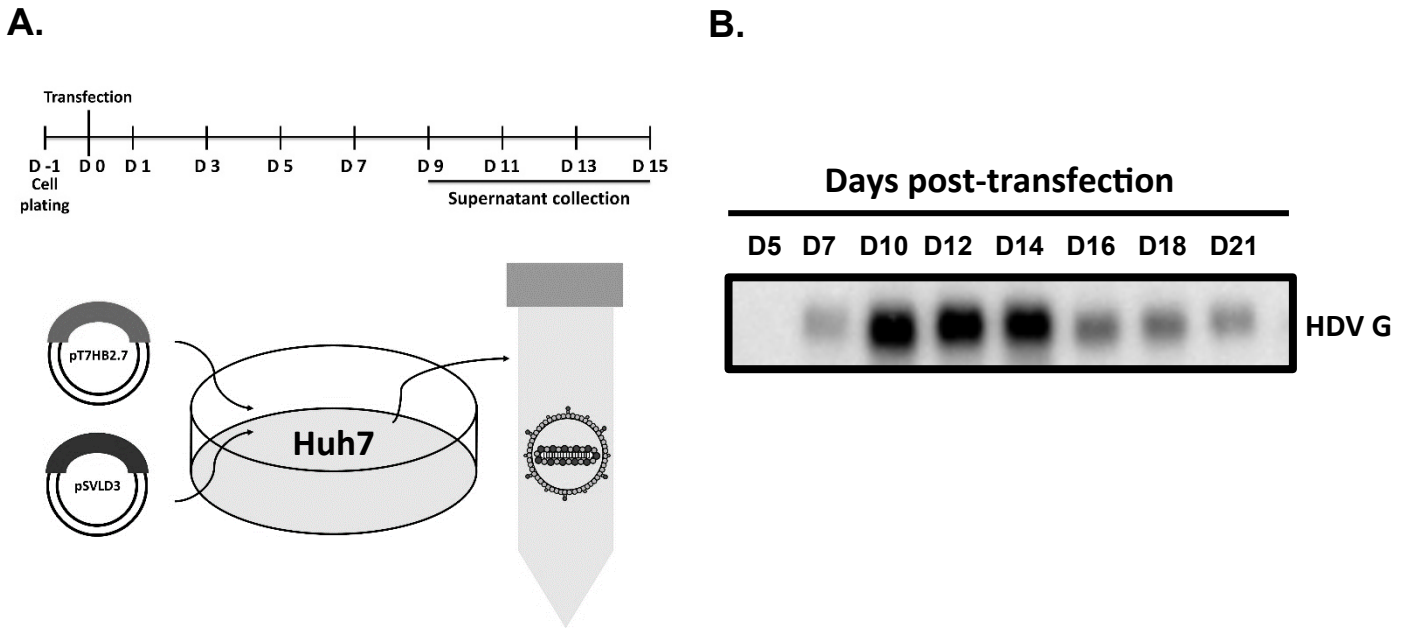 A.
Transfection
D -1 D 0 D 1 D 3 D 5 D 7 D 9 D 11 D 13 D 15
Cell
plating
Supernatant collection
pT7HB2.7
pSVLD3
Huh7
B.
Days post-transfection
D5 D7 D10 D12 D14 D16 D18 D21
HDV G